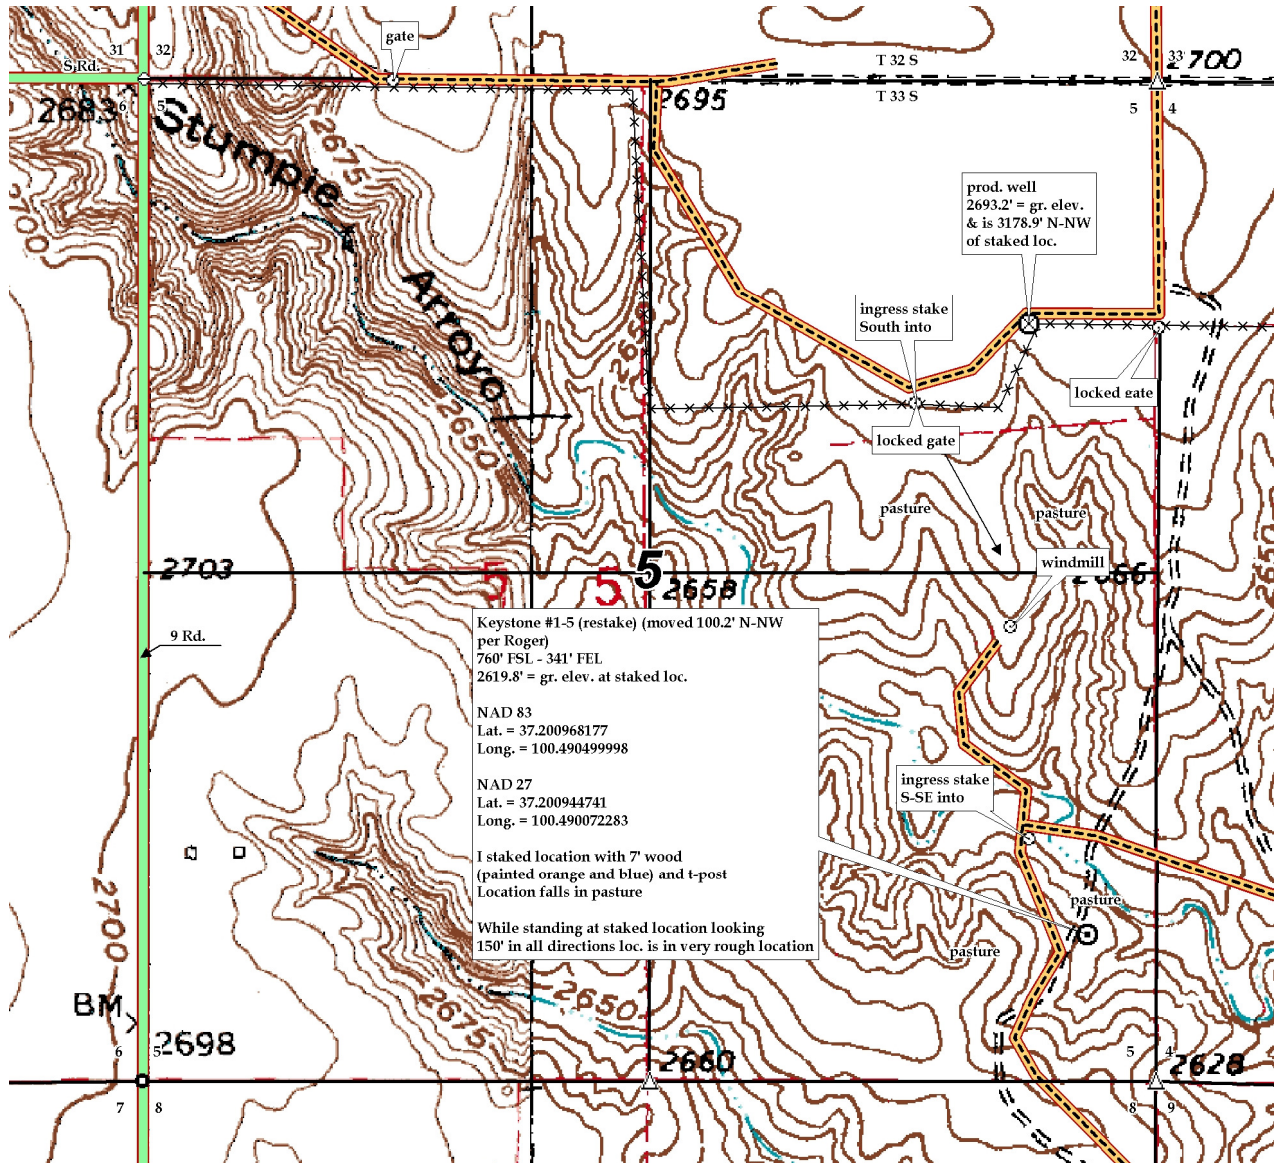 gate
31 32
S Rd.
T 32 S
32 33
2700
2683
6 5
2695
T 33 S
5 4
Stumpie
2675
Arroyo
2700
prod. well
2693.2' = gr. elev.
& is 3178.9' N-NW
of staked loc.
ingress stake
South into
locked gate
locked gate
2650
pasture
pasture
2703
5
5
5
2658
windmill
9 Rd.
Keystone #1-5 (restake) (moved 100.2' N-NW
per Roger)
760' FSL - 341' FEL
2619.8' = gr. elev. at staked loc.
NAD 83
Lat. = 37.200968177
Long. = 100.490499998
NAD 27
Lat. = 37.200944741
Long. = 100.490072283
I staked location with 7' wood
(painted orange and blue) and t-post
Location falls in pasture
While standing at staked location looking
150' in all directions loc. is in very rough location
ingress stake
S-SE into
pasture
pasture
2700
2650
2675
BM
2698
6 5
2660
5 4
2628
7 8
8 9